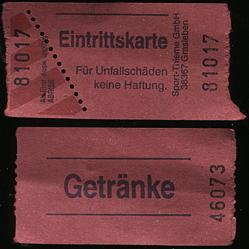 81017
Eintrittskarte
Für Unfallschäden
keine Haftung.
Sport-Thieme GmbH
38367 Grasleben
81017
Getränke
46073